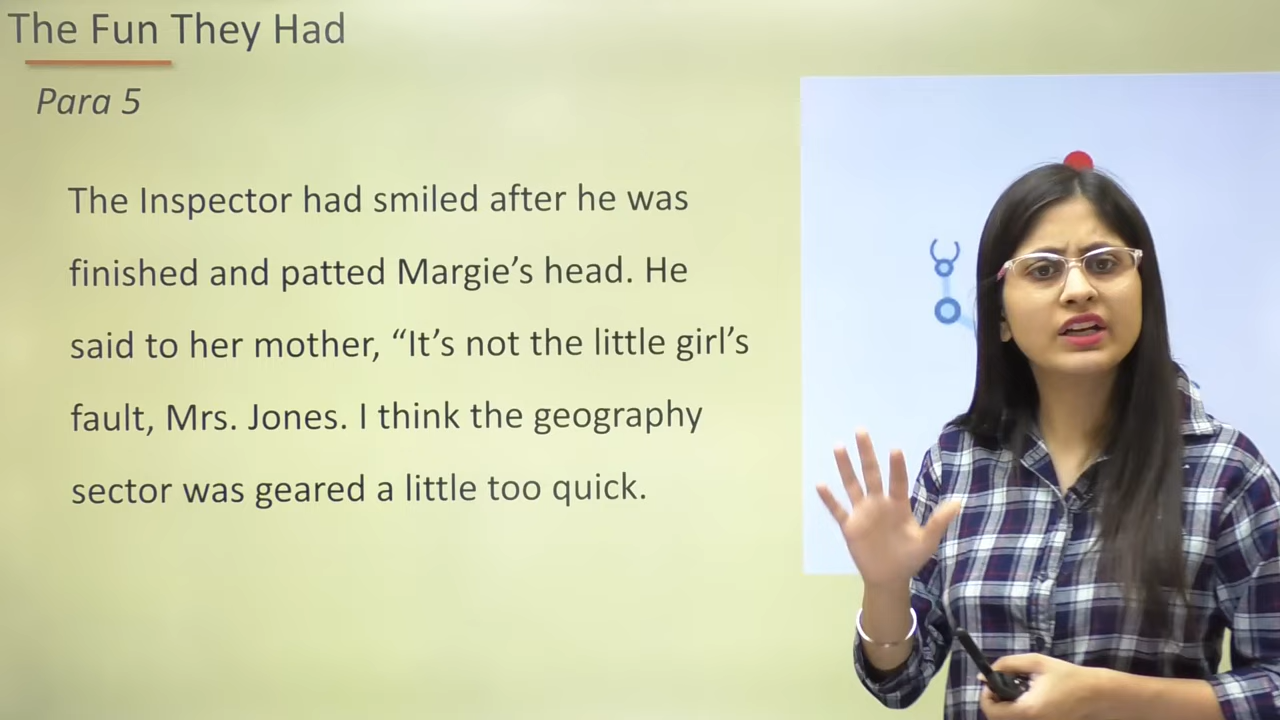 The Fun They Had
Para 5
The Inspector had smiled after he was
finished and patted Margie’s head. He
said to her mother, “It’s not the little girl’s
fault, Mrs. Jones. I think the geography
sector was geared a little too quick.